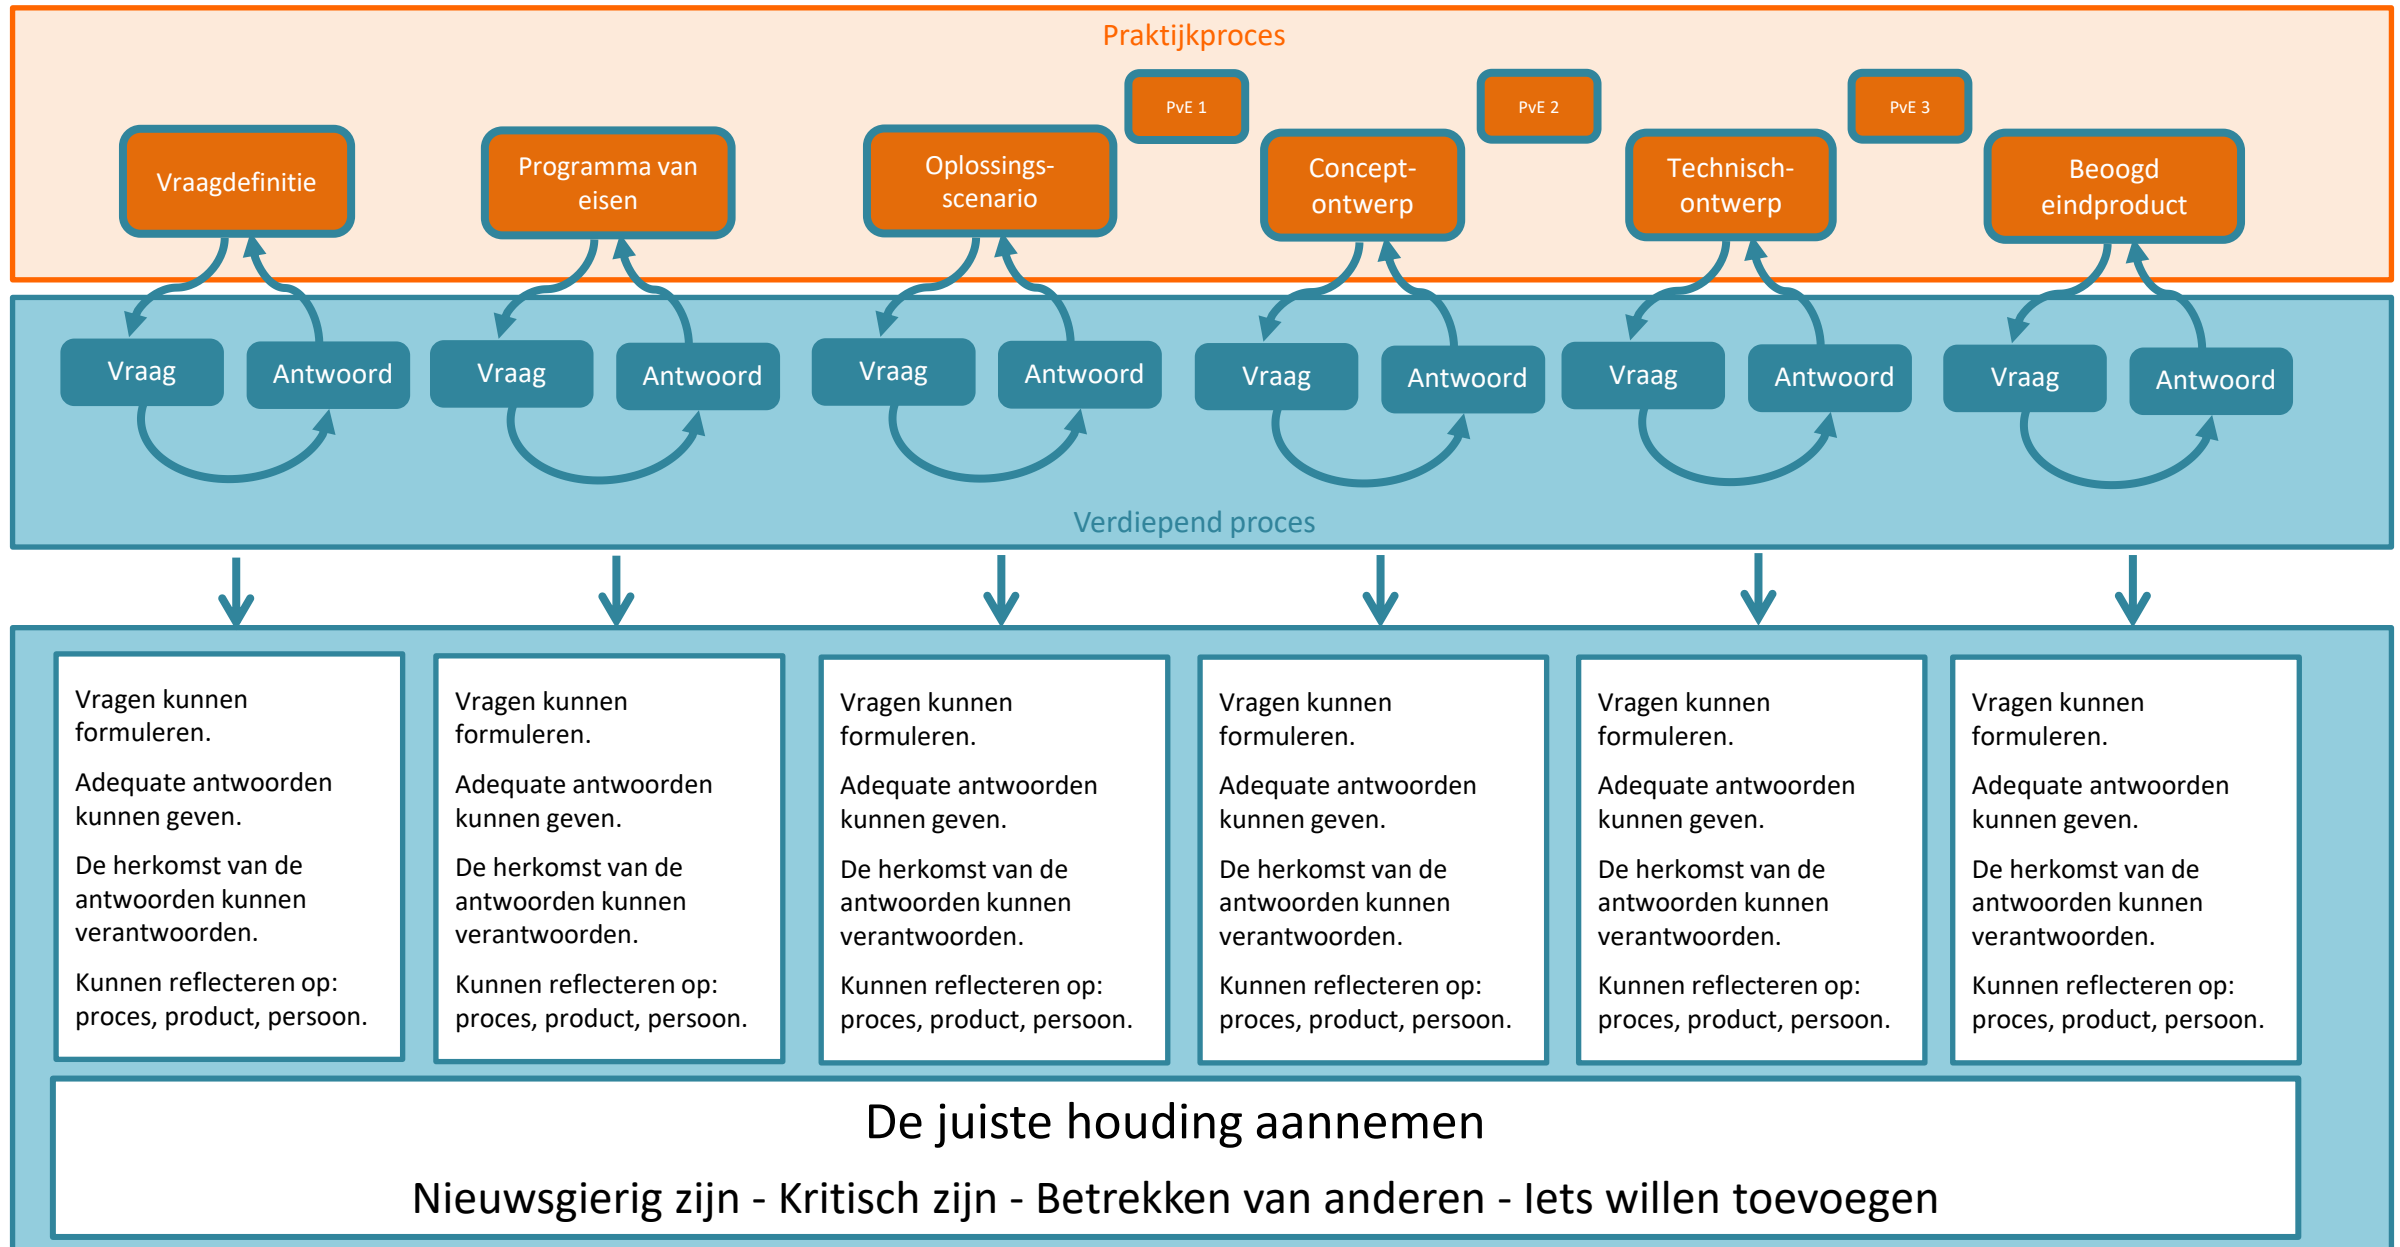 Praktijkproces
PvE 1
PvE 2
PvE 3
Vraagdefinitie
Programma van
eisen
Oplossings-
scenario
Concept-
ontwerp
Technisch-
ontwerp
Beoogd
eindproduct
Vraag
Antwoord
Vraag
Antwoord
Vraag
Antwoord
Vraag
Antwoord
Vraag
Antwoord
Vraag
Antwoord
Verdiepend proces
Vragen kunnen
formuleren.
Adequate antwoorden
kunnen geven.
De herkomst van de
antwoorden kunnen
verantwoorden.
Kunnen reflecteren op:
proces, product, persoon.
Vragen kunnen
formuleren.
Adequate antwoorden
kunnen geven.
De herkomst van de
antwoorden kunnen
verantwoorden.
Kunnen reflecteren op:
proces, product, persoon.
Vragen kunnen
formuleren.
Adequate antwoorden
kunnen geven.
De herkomst van de
antwoorden kunnen
verantwoorden.
Kunnen reflecteren op:
proces, product, persoon.
Vragen kunnen
formuleren.
Adequate antwoorden
kunnen geven.
De herkomst van de
antwoorden kunnen
verantwoorden.
Kunnen reflecteren op:
proces, product, persoon.
Vragen kunnen
formuleren.
Adequate antwoorden
kunnen geven.
De herkomst van de
antwoorden kunnen
verantwoorden.
Kunnen reflecteren op:
proces, product, persoon.
Vragen kunnen
formuleren.
Adequate antwoorden
kunnen geven.
De herkomst van de
antwoorden kunnen
verantwoorden.
Kunnen reflecteren op:
proces, product, persoon.
De juiste houding aannemen
Nieuwsgierig zijn - Kritisch zijn - Betrekken van anderen - Iets willen toevoegen